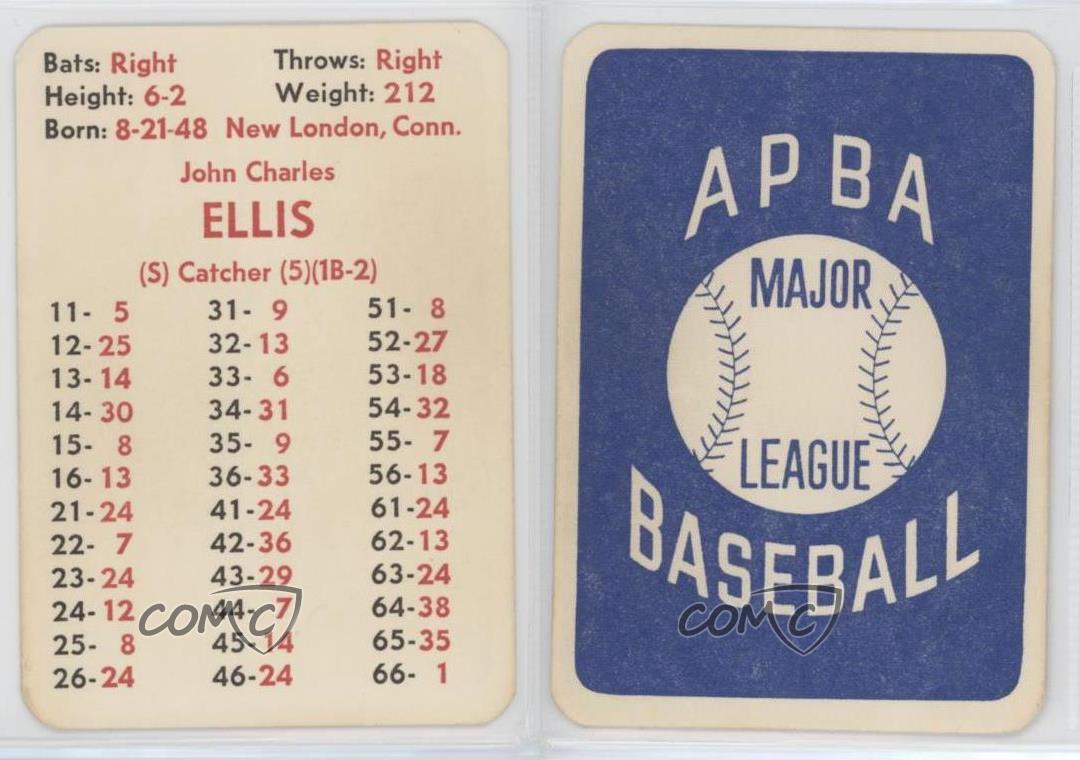 Bats: Right Throws: Right
Height: 6-2 Weight: 212
Born: 8-21-48 New London, Conn.
John Charles
ELLIS
(S) Catcher (5)(1B-2)
11- 5 31- 9 51- 8
12-25 32-13 52-27
13-14 33- 6 53-18
14-30 34-31 54-32
15- 8 35- 9 55- 7
16-13 36-33 56-13
21-24 41-24 61-24
22- 7 42-36 62-13
23-24 43-29 63-24
24-12 44-7 64-38
25- 8 45-14 65-35
26-24 46-24 66- 1
COMC
APBA
MAJOR
LEAGUE
BASEBALL
COMC